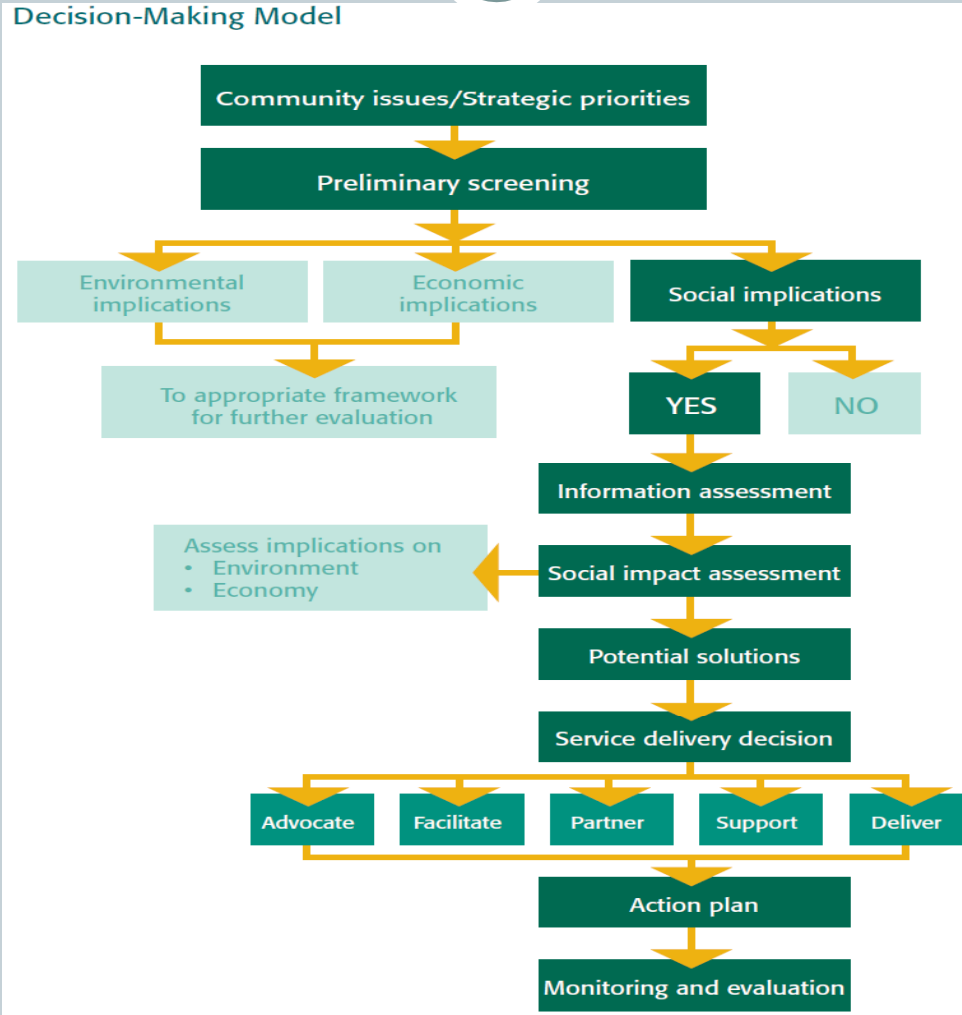 Decision-Making Model
Community issues/Strategic priorities
Preliminary screening
Environmental
implications
Economic
implications
Social implications
To appropriate framework
for further evaluation
YES
NO
Information assessment
Assess implications on
• Environment
• Economy
Social impact assessment
Potential solutions
Service delivery decision
Advocate
Facilitate
Partner
Support
Deliver
Action plan
Monitoring and evaluation